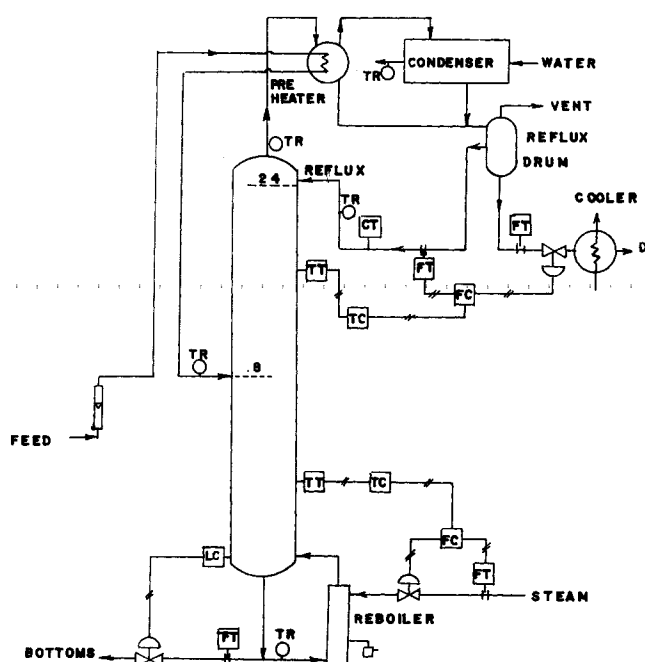 CONDENSER
WATER
TR
PRE
HEATER
VENT
REFLUX
DRUM
TR
REFLUX
24
TR
COOLER
CT
FT
D
TT
FT
FC
TC
TR
8
FEED
TT
TC
LC
FC
FT
STEAM
REBOILER
FT
TR
BOTTOMS